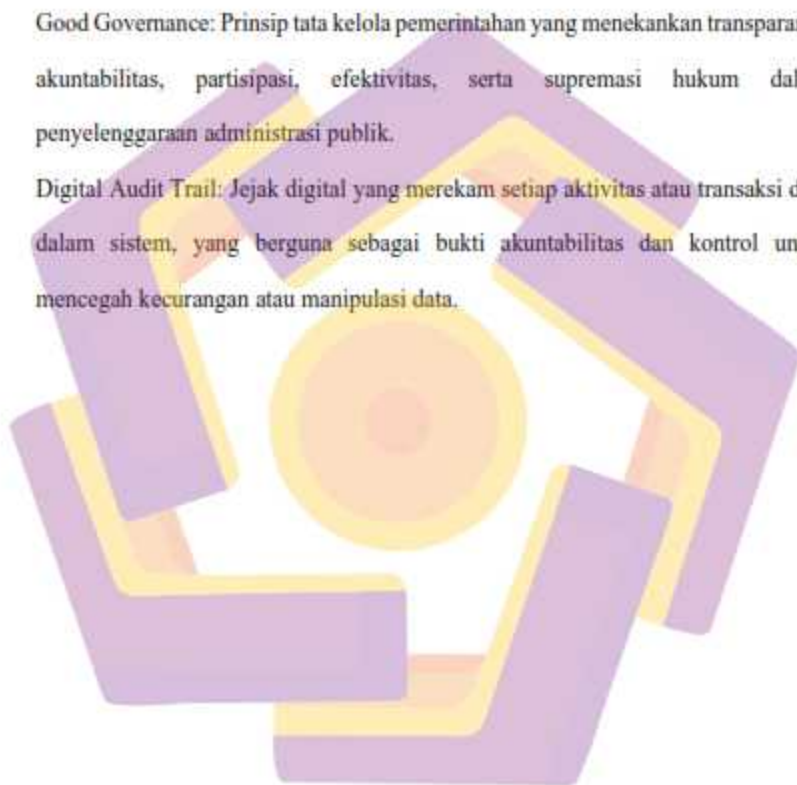 Good Governance: Prinsip tata kelola pemerintahan yang menekankan transparan
akuntabilitas, partisipasi, efektivitas, serta supremasi hukum dal
penyelenggaraan administrasi publik.
Digital Audit Trail: Jejak digital yang merekam setiap aktivitas atau transaksi d
dalam sistem, yang berguna sebagai bukti akuntabilitas dan kontrol un
mencegah kecurangan atau manipulasi data.